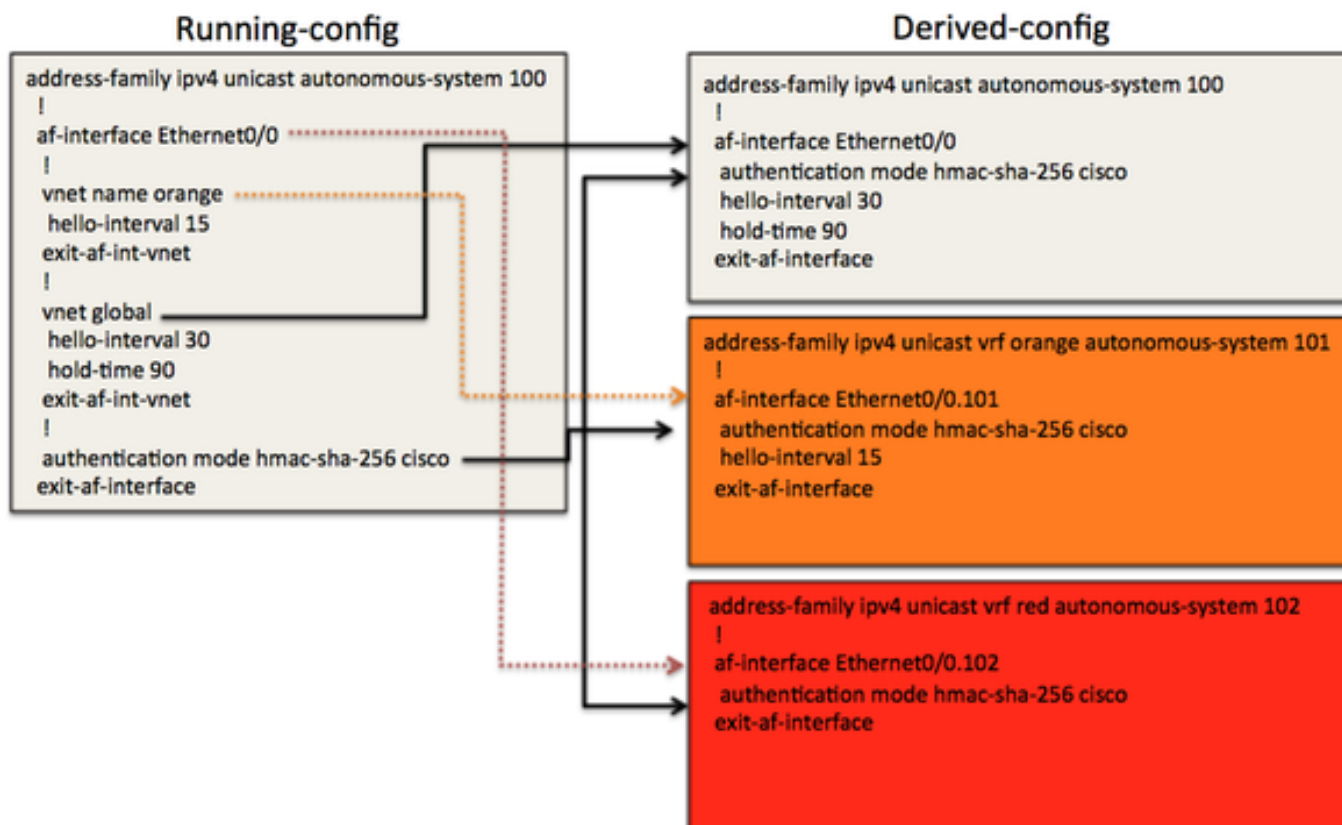 Running-config
address-family ipv4 unicast autonomous-system 100
!
af-interface Ethernet0/0
!
vnet name orange
hello-interval 15
exit-af-int-vnet
!
vnet global
hello-interval 30
hold-time 90
exit-af-int-vnet
!
authentication mode hmac-sha-256 cisco
exit-af-interface
Derived-config
address-family ipv4 unicast autonomous-system 100
!
af-interface Ethernet0/0
authentication mode hmac-sha-256 cisco
hello-interval 30
hold-time 90
exit-af-interface
address-family ipv4 unicast vrf orange autonomous-system 101
!
af-interface Ethernet0/0.101
authentication mode hmac-sha-256 cisco
hello-interval 15
exit-af-interface
address-family ipv4 unicast vrf red autonomous-system 102
!
af-interface Ethernet0/0.102
authentication mode hmac-sha-256 cisco
exit-af-interface